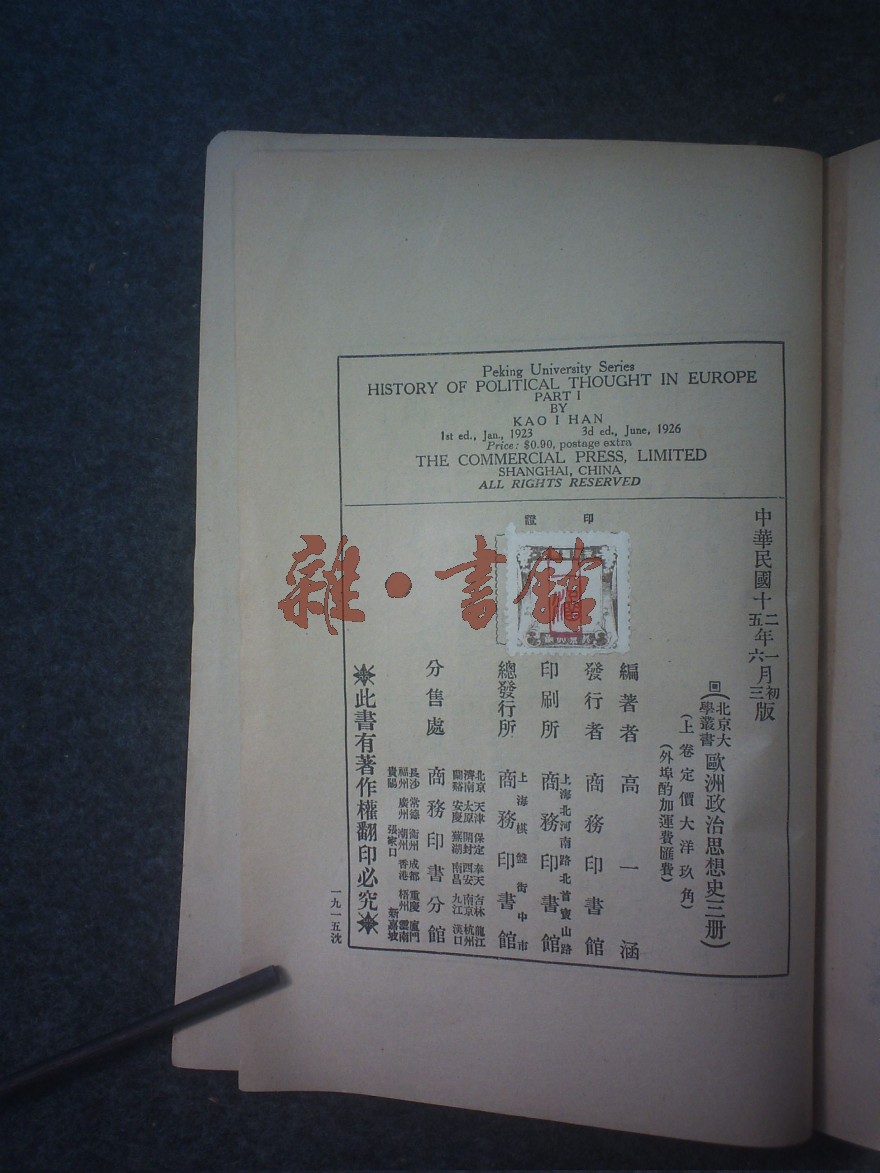 Peking University Series
HISTORY OF POLITICAL THOUGHT IN EUROPE
PART I
BY
KAO I HAN
1st ed., Jan., 1923 3d ed., June, 1926
Price: $0.90, postage extra
THE COMMERCIAL PRESS, LIMITED
SHANGHAI, CHINA
ALL RIGHTS RESERVED
中華民國十二年一月初版
五 六 三
(北京大學叢書)歐洲政治思想史(三册)
(上卷定價大洋玖角)
(外埠酌加運費匯費)
編著者 高一涵
發行者 商務印書館
印刷所 上海北河南路北首寶山路 商務印書館
總發行所 上海棋盤街中市 商務印書館
分售處 商務印書分館
北京 天津 保定 奉天 吉林 龍江
濟南 太原 開封 西安 南京 杭州
蘭谿 安慶 蕪湖 南昌 九江 漢口
長沙 常德 衡州 成都 重慶 廈門
福州 廣州 潮州 香港 梧州 雲南
貴陽 張家口 新嘉坡
此書有著作權翻印必究
一九一五沈
印證
雜·書館